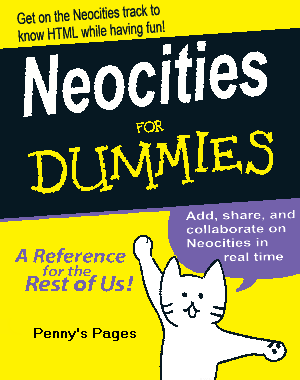 Get on the Neocities track to
know HTML while having fun!
Neocities
FOR
DUMMIES
Add, share, and
collaborate on
Neocities in
real time
A Reference
for the
Rest of Us!
Penny's Pages